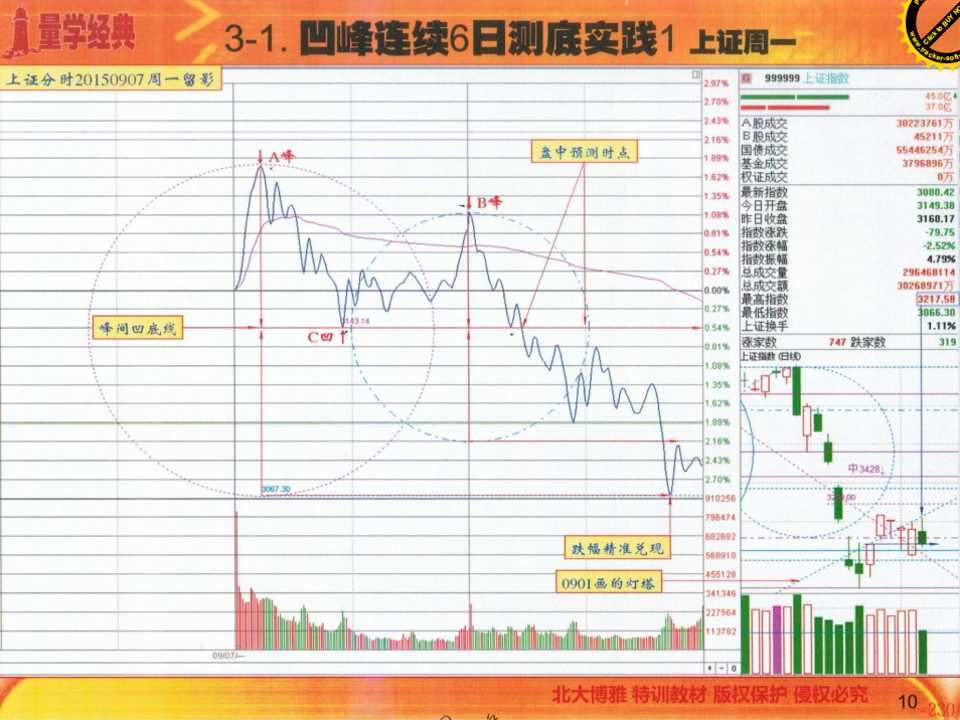 量学经典
3-1. 凹峰连续6日测底实践1 上证周一
Click to BUY NOW
www.tracker-soft
上证分时20150907周一留影
A峰
B峰
盘中预测时点
峰间凹底线
C凹
3143.14
3067.30
跌幅精准兑现
0901画的灯塔
2.97%
2.70%
2.43%
2.16%
1.89%
1.62%
1.35%
1.08%
0.81%
0.54%
0.27%
0.00%
0.27%
0.54%
0.81%
1.08%
1.35%
1.62%
1.89%
2.16%
2.43%
2.70%
910256
796474
682692
568910
455128
341346
227564
113782
09/07/一
999999 上证指数
45.0亿
37.0亿
A股成交 30223761万
B股成交 45211万
国债成交 55446254万
基金成交 3796896万
权证成交 0万
最新指数 3080.42
今日开盘 3149.38
昨日收盘 3160.17
指数涨跌 -79.75
指数涨幅 -2.52%
指数振幅 4.79%
总成交量 296468114
总成交额 30268971万
最高指数 3217.58
最低指数 3066.30
上证换手 1.11%
涨家数 747 跌家数 319
上证指数(日线)
中3428↓
北大博雅 特训教材 版权保护 侵权必究
10